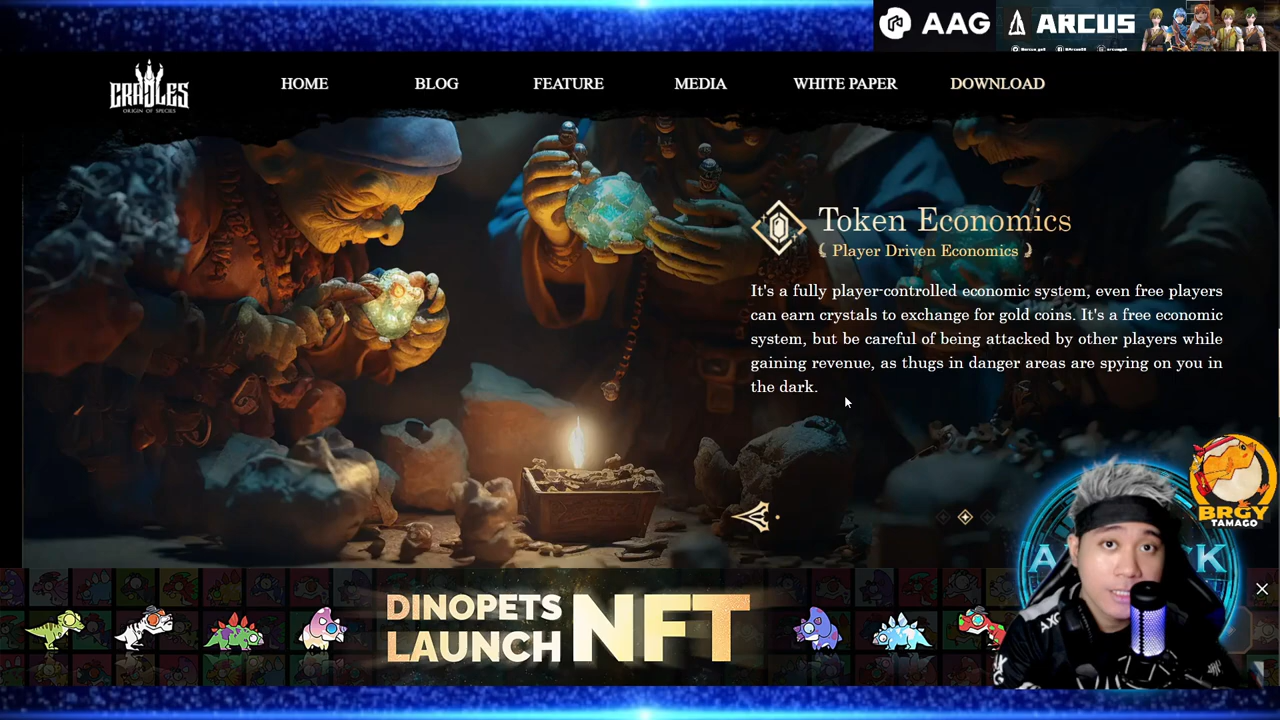 AAG
ARCUS
CRADLES
ORIGIN OF SPECIES
HOME
BLOG
FEATURE
MEDIA
WHITE PAPER
DOWNLOAD
Token Economics
Player Driven Economics
It's a fully player-controlled economic system, even free players
can earn crystals to exchange for gold coins. It's a free economic
system, but be careful of being attacked by other players while
gaining revenue, as thugs in danger areas are spying on you in
the dark.
BRGY
TAMAGO
DINOPETS
LAUNCH
NFT